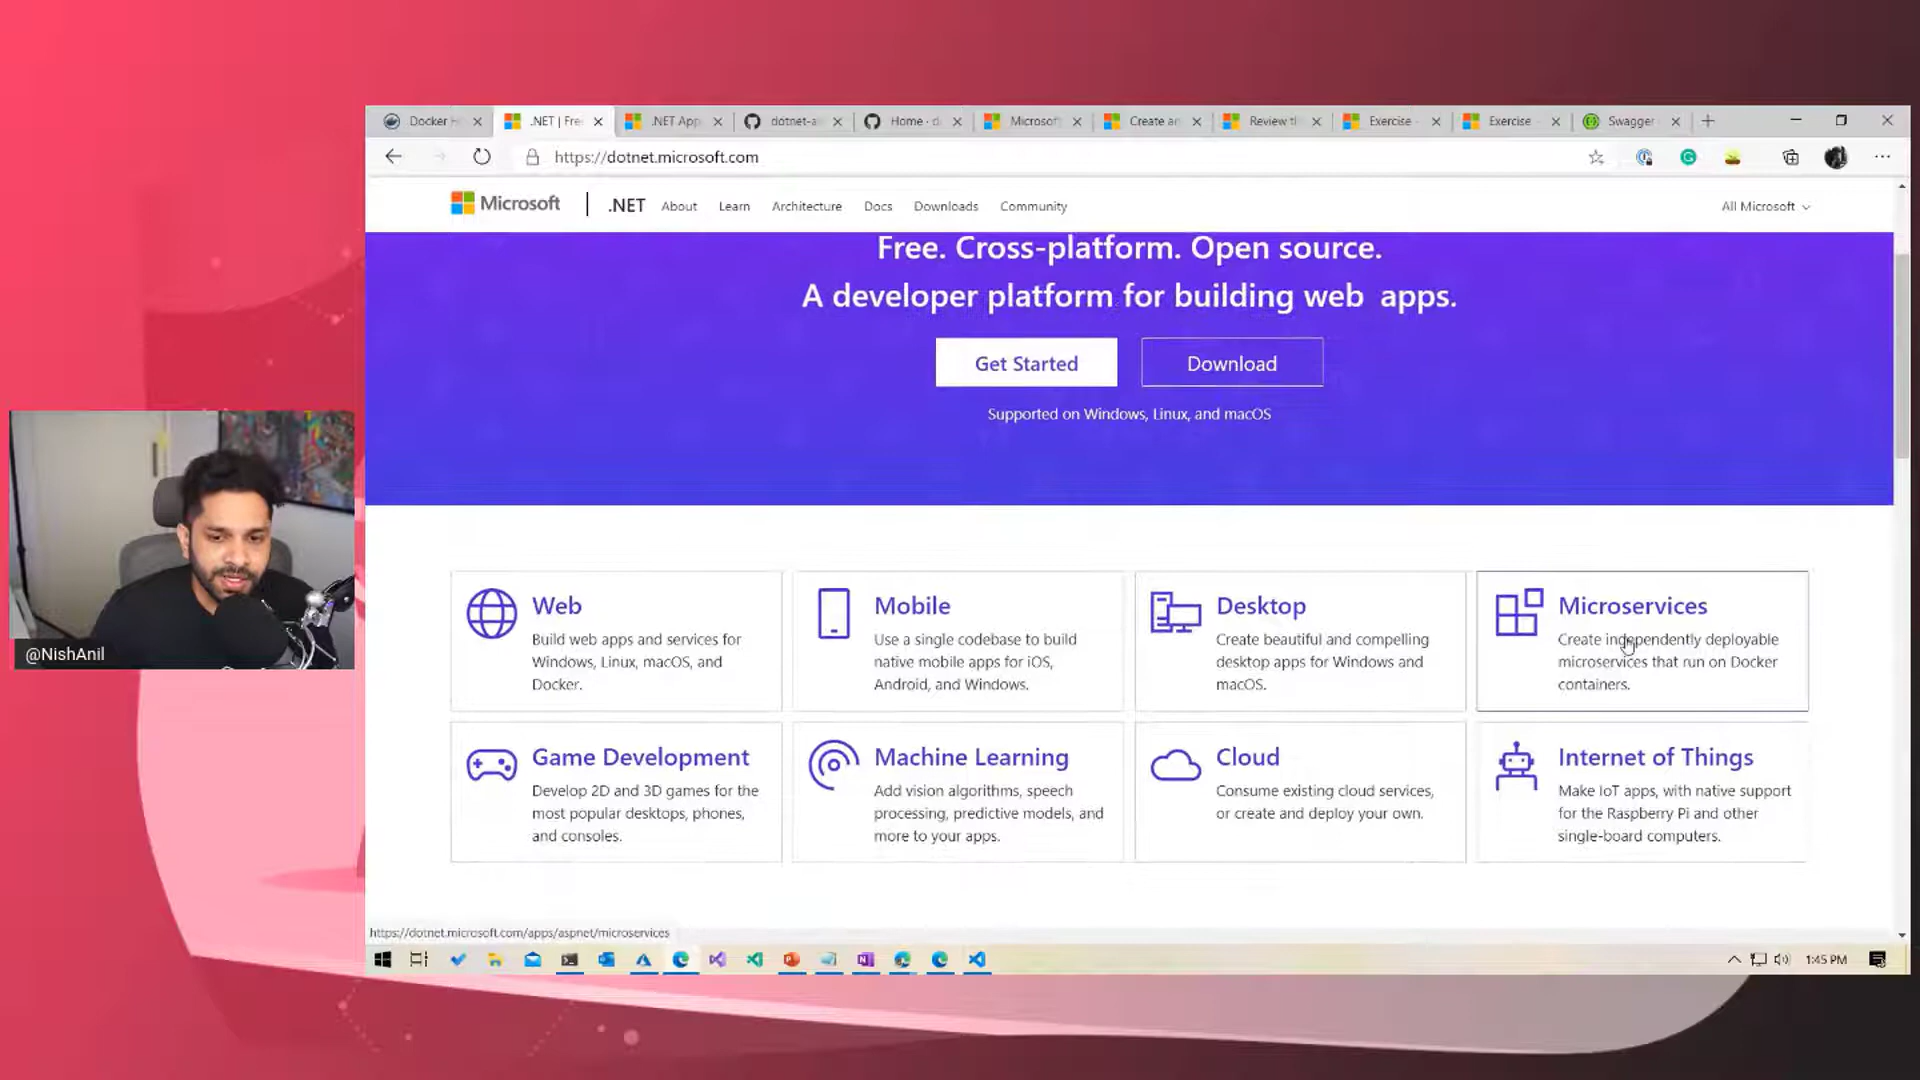 Docker H
.NET | Fre
.NET App
dotnet-a
Home · d
Microsof
Create an
Review th
Exercise -
Exercise -
Swagger
https://dotnet.microsoft.com
Microsoft
.NET
About
Learn
Architecture
Docs
Downloads
Community
All Microsoft
Free. Cross-platform. Open source.
A developer platform for building web apps.
Get Started
Download
Supported on Windows, Linux, and macOS
Web
Build web apps and services for
Windows, Linux, macOS, and
Docker.
Mobile
Use a single codebase to build
native mobile apps for iOS,
Android, and Windows.
Desktop
Create beautiful and compelling
desktop apps for Windows and
macOS.
Microservices
Create independently deployable
microservices that run on Docker
containers.
Game Development
Develop 2D and 3D games for the
most popular desktops, phones,
and consoles.
Machine Learning
Add vision algorithms, speech
processing, predictive models, and
more to your apps.
Cloud
Consume existing cloud services,
or create and deploy your own.
Internet of Things
Make IoT apps, with native support
for the Raspberry Pi and other
single-board computers.
https://dotnet.microsoft.com/apps/aspnet/microservices
1:45 PM
@NishAnil